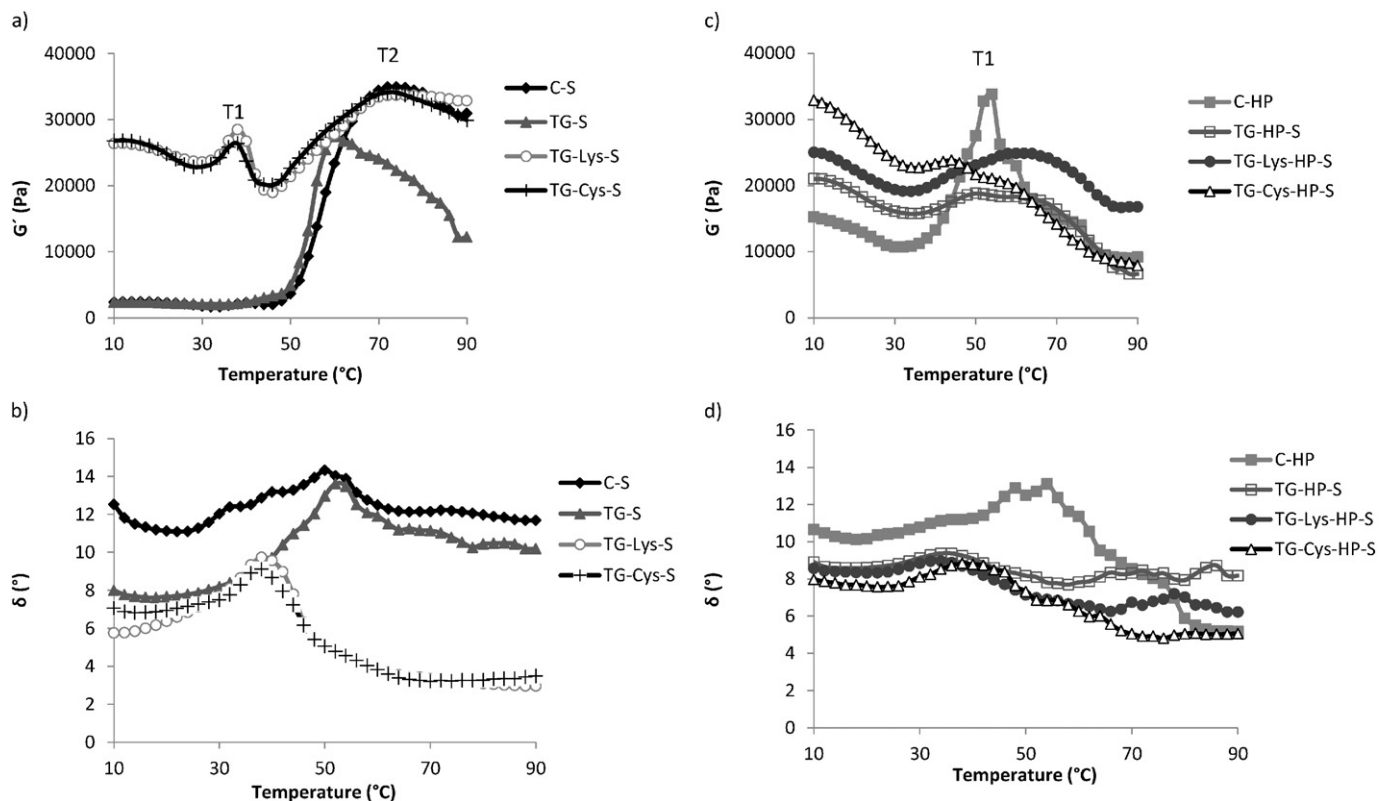 a)
40000
30000
20000
10000
0
G´ (Pa)
T1
T2
10
30
50
70
90
Temperature (°C)
C-S
TG-S
TG-Lys-S
TG-Cys-S
c)
40000
30000
20000
10000
0
G´ (Pa)
T1
10
30
50
70
90
Temperature (°C)
C-HP
TG-HP-S
TG-Lys-HP-S
TG-Cys-HP-S
b)
16
14
12
10
8
6
4
2
0
δ (°)
10
30
50
70
90
Temperature (°C)
C-S
TG-S
TG-Lys-S
TG-Cys-S
d)
16
14
12
10
8
6
4
2
0
δ (°)
10
30
50
70
90
Temperature (°C)
C-HP
TG-HP-S
TG-Lys-HP-S
TG-Cys-HP-S